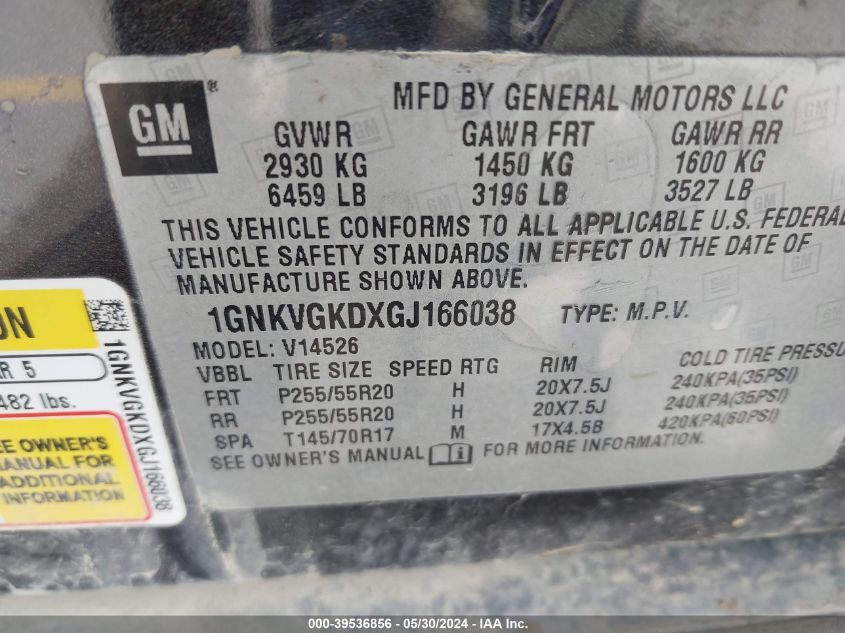 GM
MFD BY GENERAL MOTORS LLC
GVWR GAWR FRT GAWR RR
2930 KG 1450 KG 1600 KG
6459 LB 3196 LB 3527 LB
THIS VEHICLE CONFORMS TO ALL APPLICABLE U.S. FEDERAL
VEHICLE SAFETY STANDARDS IN EFFECT ON THE DATE OF
MANUFACTURE SHOWN ABOVE.
1GNKVGKDXGJ166038 TYPE: M.P.V.
MODEL: V14526
VBBL TIRE SIZE SPEED RTG RIM COLD TIRE PRESSU
FRT P255/55R20 H 20X7.5J 240KPA(35PSI)
RR P255/55R20 H 20X7.5J 240KPA(35PSI)
SPA T145/70R17 M 17X4.5B 420KPA(60PSI)
SEE OWNER'S MANUAL FOR MORE INFORMATION.
ON
R 5
482 lbs.
EE OWNER'S
MANUAL FOR
ADDITIONAL
INFORMATION
1GNKVGKDXGJ166038
000-39536856 - 05/30/2024 - IAA Inc.